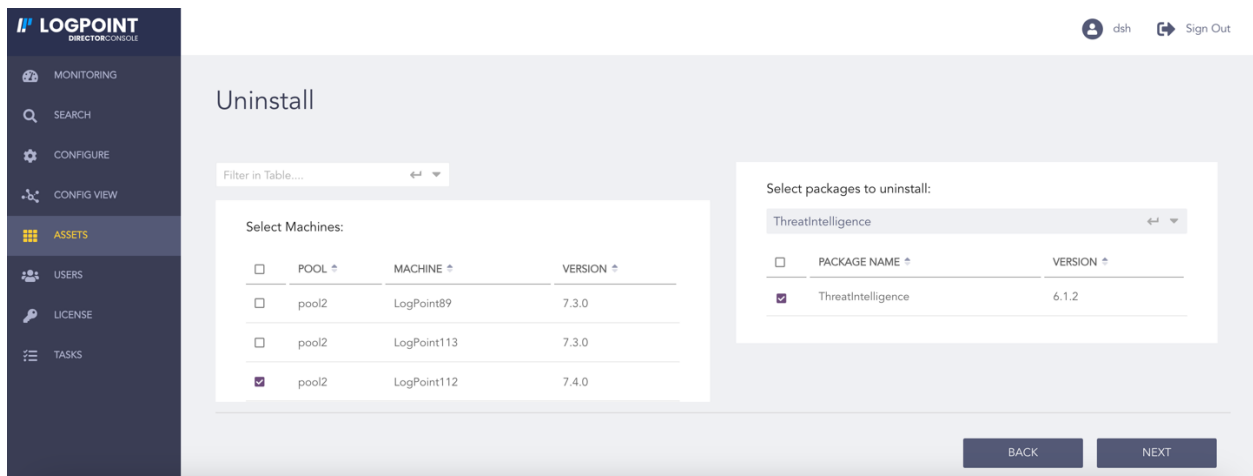 LOGPOINT
DIRECTORCONSOLE
dsh Sign Out
MONITORING
SEARCH
CONFIGURE
CONFIG VIEW
ASSETS
USERS
LICENSE
TASKS
Uninstall
Filter in Table....
Select Machines:
POOL MACHINE VERSION
pool2 LogPoint89 7.3.0
pool2 LogPoint113 7.3.0
pool2 LogPoint112 7.4.0
Select packages to uninstall:
ThreatIntelligence
PACKAGE NAME VERSION
ThreatIntelligence 6.1.2
BACK NEXT